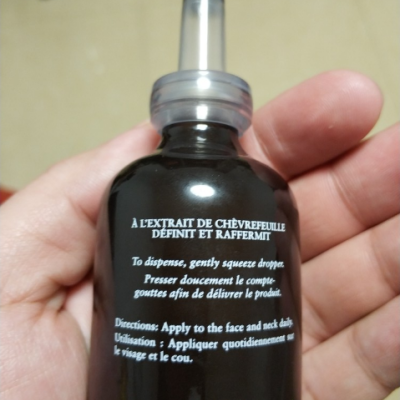 À L'EXTRAIT DE CHÈVREFEUILLE
DÉFINIT ET RAFFERMIT
To dispense, gently squeeze dropper.
Presser doucement le compte-
gouttes afin de délivrer le produit.
Directions: Apply to the face and neck daily.
Utilisation : Appliquer quotidiennement sur
le visage et le cou.